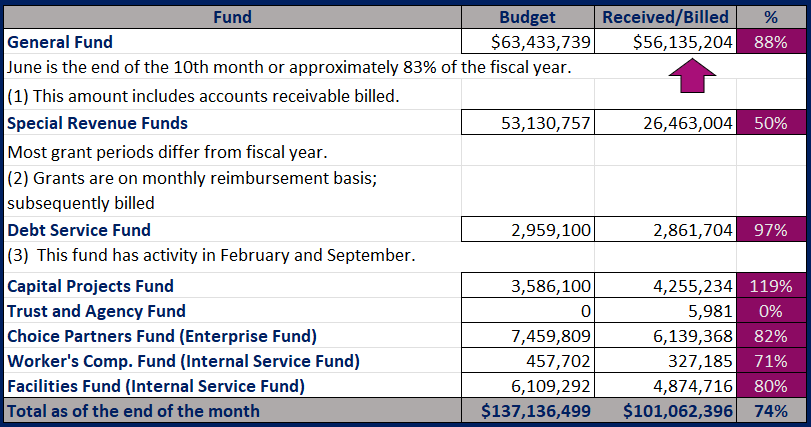 Fund Budget Received/Billed %
General Fund $63,433,739 $56,135,204 88%
June is the end of the 10th month or approximately 83% of the fiscal year.
(1) This amount includes accounts receivable billed.
Special Revenue Funds 53,130,757 26,463,004 50%
Most grant periods differ from fiscal year.
(2) Grants are on monthly reimbursement basis;
subsequently billed
Debt Service Fund 2,959,100 2,861,704 97%
(3)  This fund has activity in February and September.
Capital Projects Fund 3,586,100 4,255,234 119%
Trust and Agency Fund 0 5,981 0%
Choice Partners Fund (Enterprise Fund) 7,459,809 6,139,368 82%
Worker's Comp. Fund (Internal Service Fund) 457,702 327,185 71%
Facilities Fund (Internal Service Fund) 6,109,292 4,874,716 80%
Total as of the end of the month $137,136,499 $101,062,396 74%